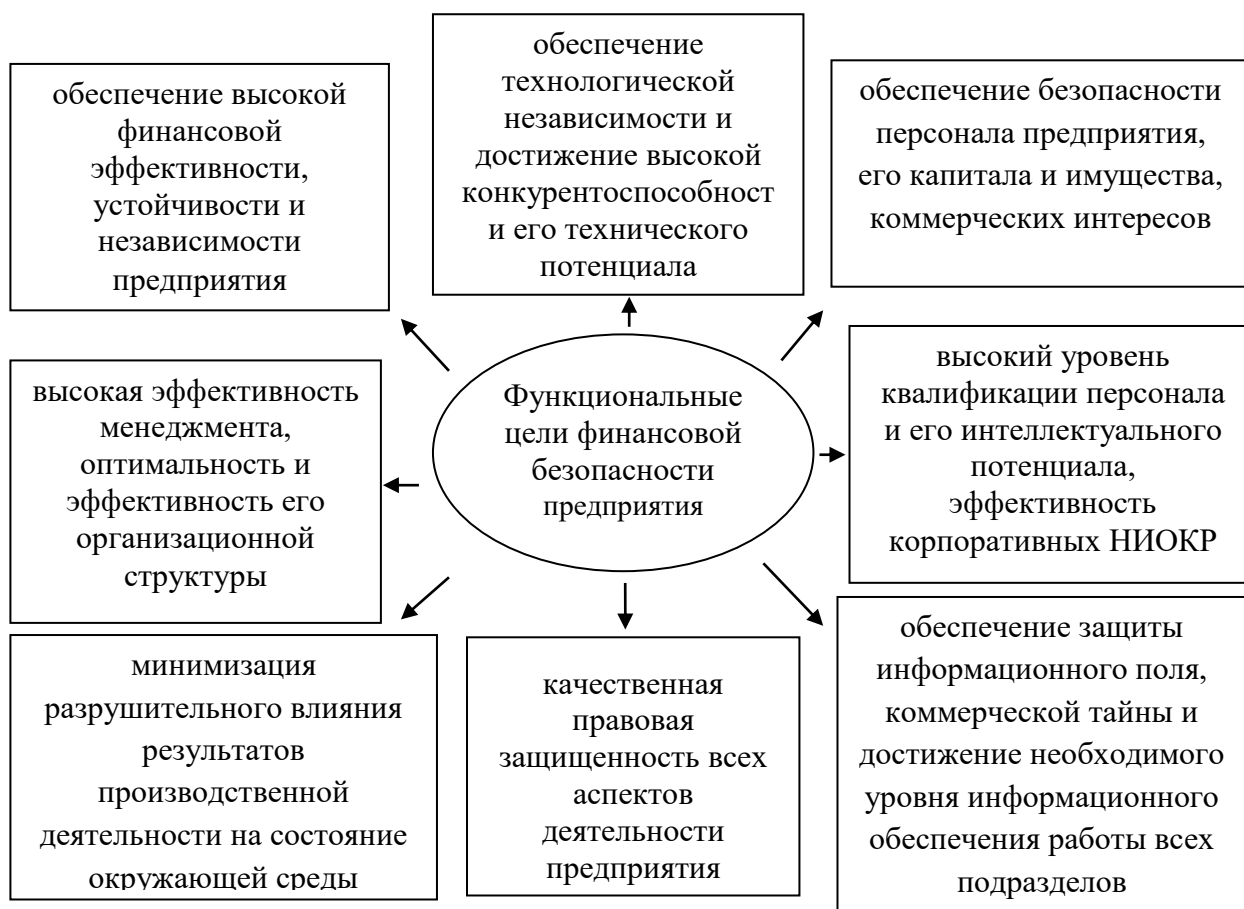 обеспечение высокой
финансовой
эффективности,
устойчивости и
независимости
предприятия
обеспечение
технологической
независимости и
достижение высокой
конкурентоспособност
и его технического
потенциала
обеспечение безопасности
персонала предприятия,
его капитала и имущества,
коммерческих интересов
высокая эффективность
менеджмента,
оптимальность и
эффективность его
организационной
структуры
Функциональные
цели финансовой
безопасности
предприятия
высокий уровень
квалификации персонала
и его интеллектуального
потенциала,
эффективность
корпоративных НИОКР
минимизация
разрушительного влияния
результатов
производственной
деятельности на состояние
окружающей среды
качественная
правовая
защищенность всех
аспектов
деятельности
предприятия
обеспечение защиты
информационного поля,
коммерческой тайны и
достижение необходимого
уровня информационного
обеспечения работы всех
подразделов